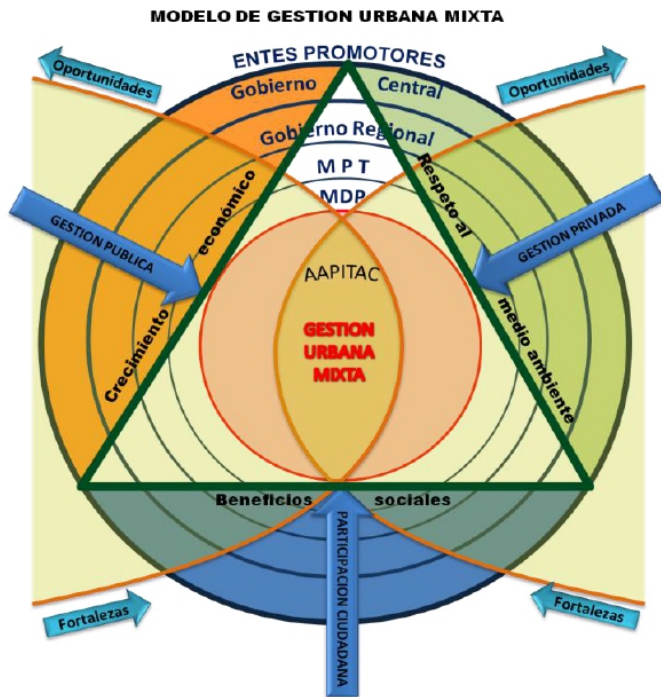 MODELO DE GESTION URBANA MIXTA
ENTES PROMOTORES
Oportunidades
Oportunidades
Gobierno Central
Gobierno Regional
M P T
MDP
económico
Crecimiento
Respeto al
medio ambiente
GESTION PUBLICA
GESTION PRIVADA
AAPITAC
GESTION
URBANA
MIXTA
Beneficios sociales
PARTICIPACION CIUDADANA
Fortalezas
Fortalezas